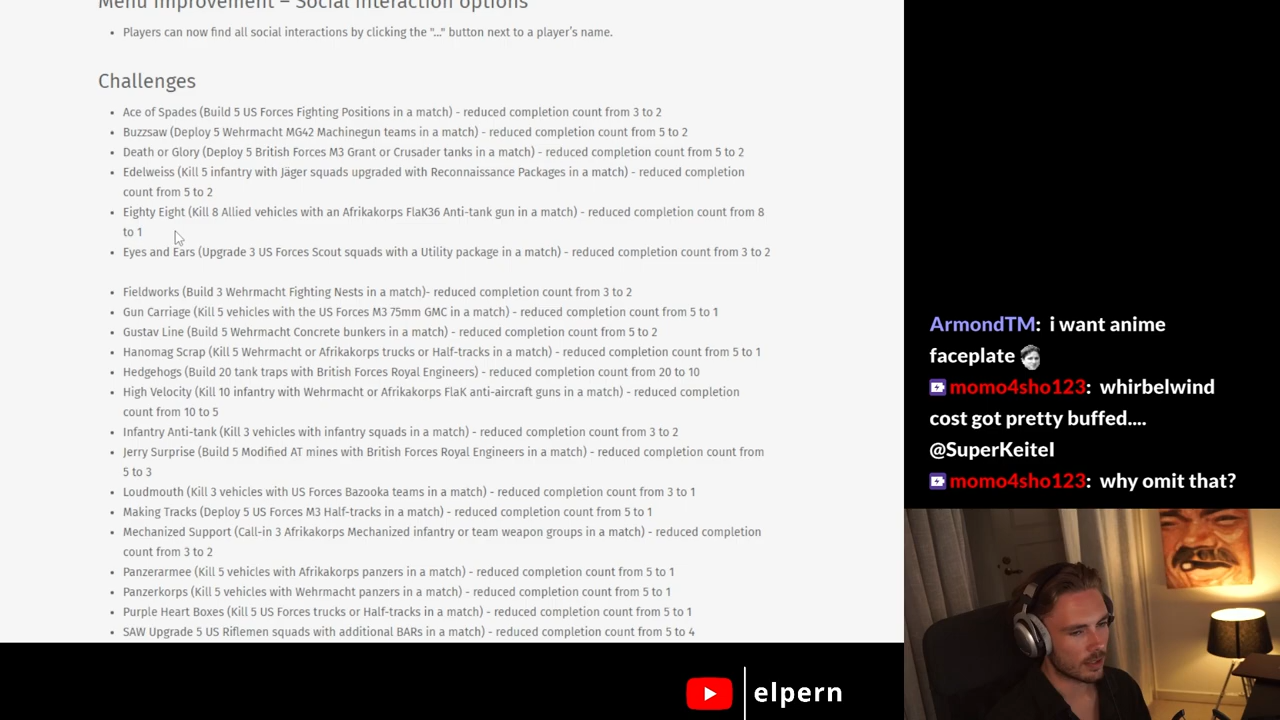 Menu Improvement – Social interaction options
• Players can now find all social interactions by clicking the "..." button next to a player's name.
Challenges
• Ace of Spades (Build 5 US Forces Fighting Positions in a match) - reduced completion count from 3 to 2
• Buzzsaw (Deploy 5 Wehrmacht MG42 Machinegun teams in a match) - reduced completion count from 5 to 2
• Death or Glory (Deploy 5 British Forces M3 Grant or Crusader tanks in a match) - reduced completion count from 5 to 2
• Edelweiss (Kill 5 infantry with Jäger squads upgraded with Reconnaissance Packages in a match) - reduced completion
count from 5 to 2
• Eighty Eight (Kill 8 Allied vehicles with an Afrikakorps FlaK36 Anti-tank gun in a match) - reduced completion count from 8
to 1
• Eyes and Ears (Upgrade 3 US Forces Scout squads with a Utility package in a match) - reduced completion count from 3 to 2
• Fieldworks (Build 3 Wehrmacht Fighting Nests in a match)- reduced completion count from 3 to 2
• Gun Carriage (Kill 5 vehicles with the US Forces M3 75mm GMC in a match) - reduced completion count from 5 to 1
• Gustav Line (Build 5 Wehrmacht Concrete bunkers in a match) - reduced completion count from 5 to 2
• Hanomag Scrap (Kill 5 Wehrmacht or Afrikakorps trucks or Half-tracks in a match) - reduced completion count from 5 to 1
• Hedgehogs (Build 20 tank traps with British Forces Royal Engineers) - reduced completion count from 20 to 10
• High Velocity (Kill 10 infantry with Wehrmacht or Afrikakorps FlaK anti-aircraft guns in a match) - reduced completion
count from 10 to 5
• Infantry Anti-tank (Kill 3 vehicles with infantry squads in a match) - reduced completion count from 3 to 2
• Jerry Surprise (Build 5 Modified AT mines with British Forces Royal Engineers in a match) - reduced completion count from
5 to 3
• Loudmouth (Kill 3 vehicles with US Forces Bazooka teams in a match) - reduced completion count from 3 to 1
• Making Tracks (Deploy 5 US Forces M3 Half-tracks in a match) - reduced completion count from 5 to 1
• Mechanized Support (Call-in 3 Afrikakorps Mechanized infantry or team weapon groups in a match) - reduced completion
count from 3 to 2
• Panzerarmee (Kill 5 vehicles with Afrikakorps panzers in a match) - reduced completion count from 5 to 1
• Panzerkorps (Kill 5 vehicles with Wehrmacht panzers in a match) - reduced completion count from 5 to 1
• Purple Heart Boxes (Kill 5 US Forces trucks or Half-tracks in a match) - reduced completion count from 5 to 1
• SAW Upgrade 5 US Riflemen squads with additional BARs in a match) - reduced completion count from 5 to 4
ArmondTM: i want anime
faceplate
momo4sho123: whirbelwind
cost got pretty buffed....
@SuperKeiteI
momo4sho123: why omit that?
elpern